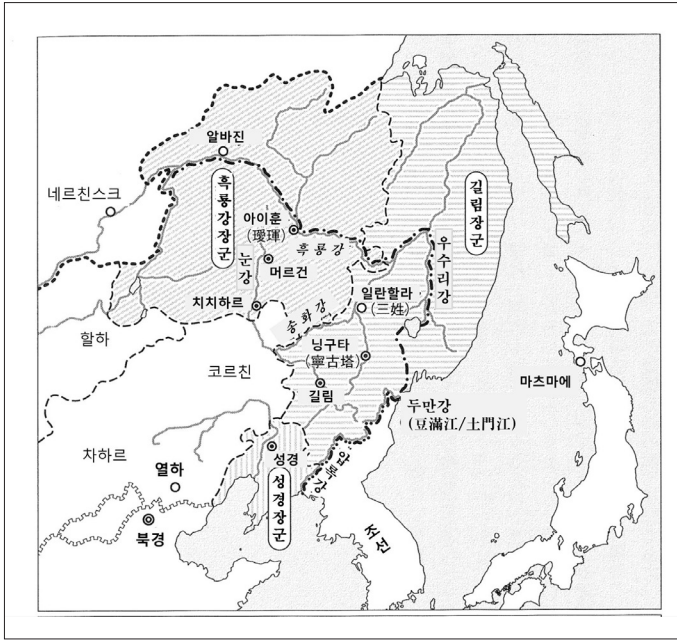 알바진
네르친스크
흑룡강장군
길림장군
아이훈
(璦琿)
흑룡강
우수리강
눈강
머르건
치치하르
일란할라
(三姓)
송화강
할하
닝구타
(寧古塔)
코르친
길림
마츠마에
두만강
(豆滿江/土門江)
차하르
성경
압록강
열하
성경장군
북경
조선